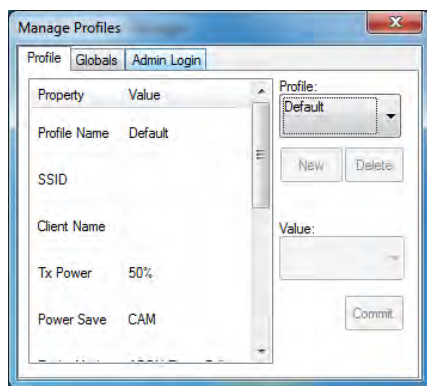 Manage Profiles
Profile Globals Admin Login
Property Value
Profile Name Default
SSID
Client Name
Tx Power 50%
Power Save CAM
Profile:
Default
New Delete
Value:
Commit